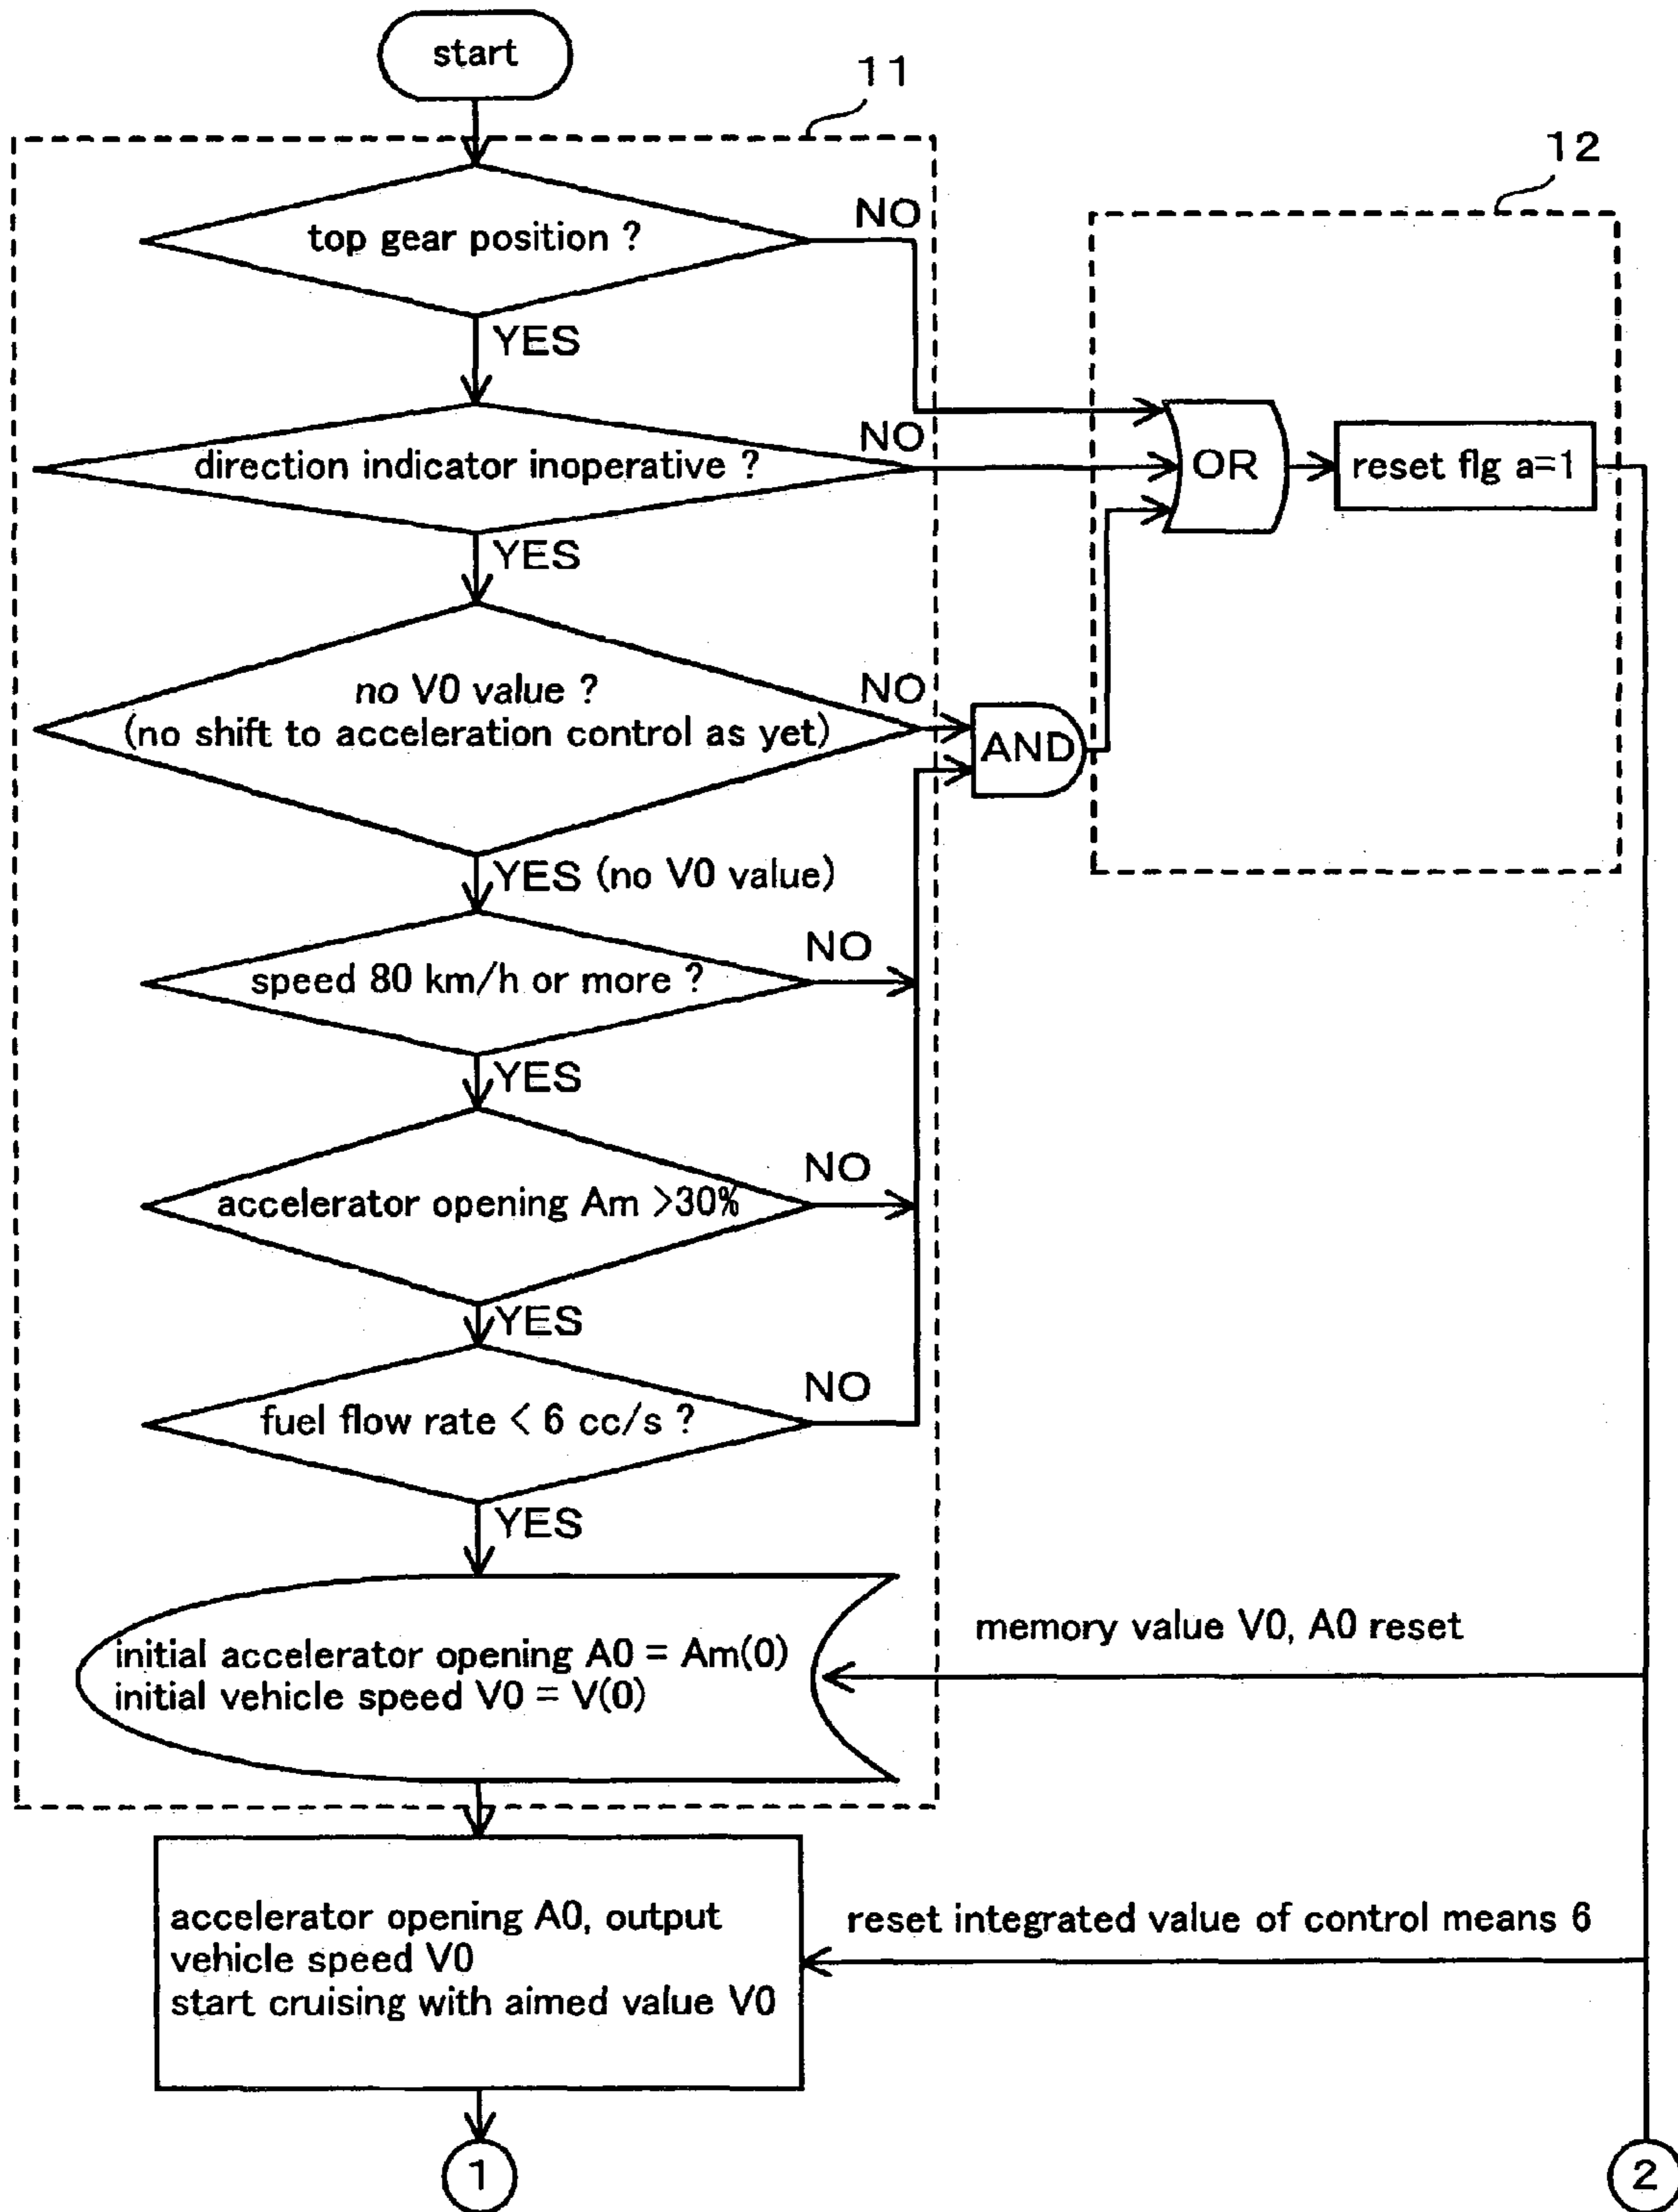 start
11
12
top gear position ?
NO
YES
direction indicator inoperative ?
NO
OR
reset flg a=1
YES
no V0 value ?
(no shift to acceleration control as yet)
NO
AND
YES (no V0 value)
speed 80 km/h or more ?
NO
YES
accelerator opening Am >30%
NO
YES
fuel flow rate < 6 cc/s ?
NO
YES
initial accelerator opening A0 = Am(0)
initial vehicle speed V0 = V(0)
memory value V0, A0 reset
accelerator opening A0, output
vehicle speed V0
start cruising with aimed value V0
reset integrated value of control means 6
1
2